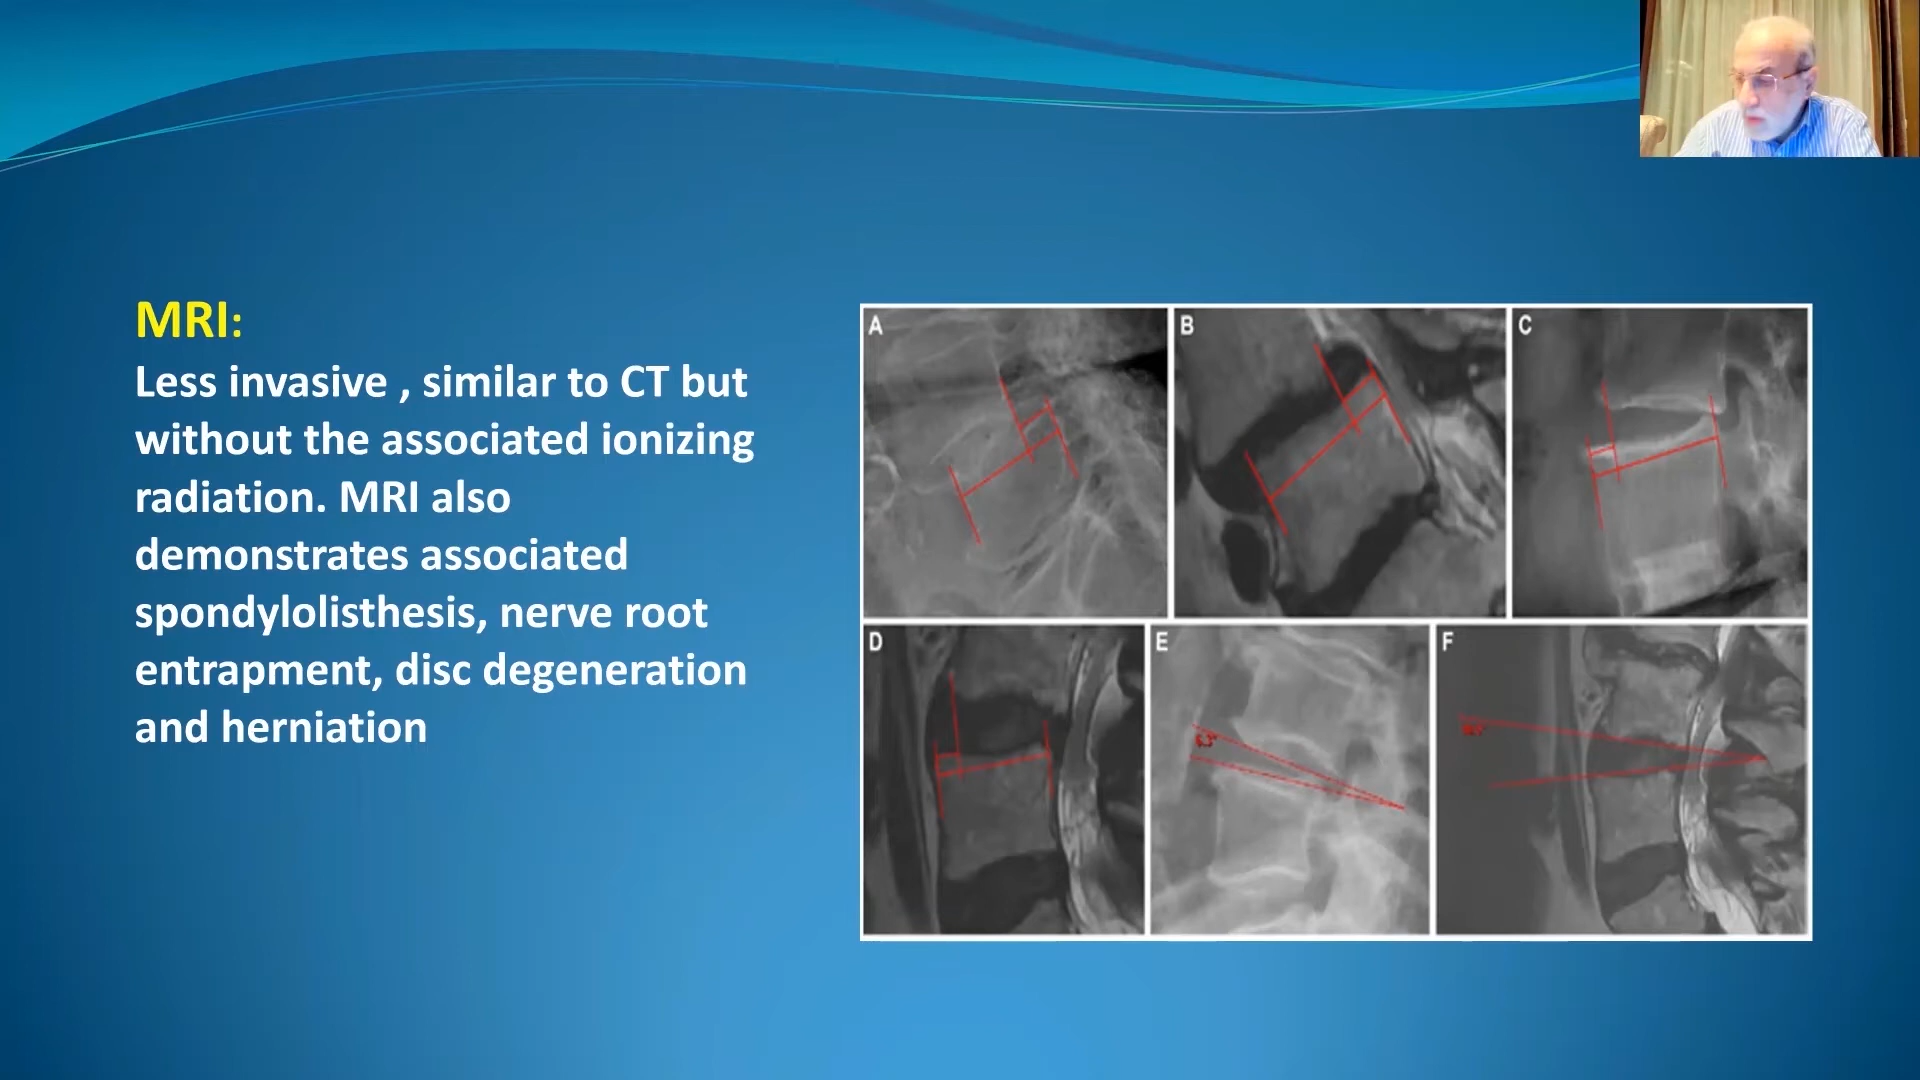 MRI:
Less invasive , similar to CT but
without the associated ionizing
radiation. MRI also
demonstrates associated
spondylolisthesis, nerve root
entrapment, disc degeneration
and herniation
A
B
C
D
E
F